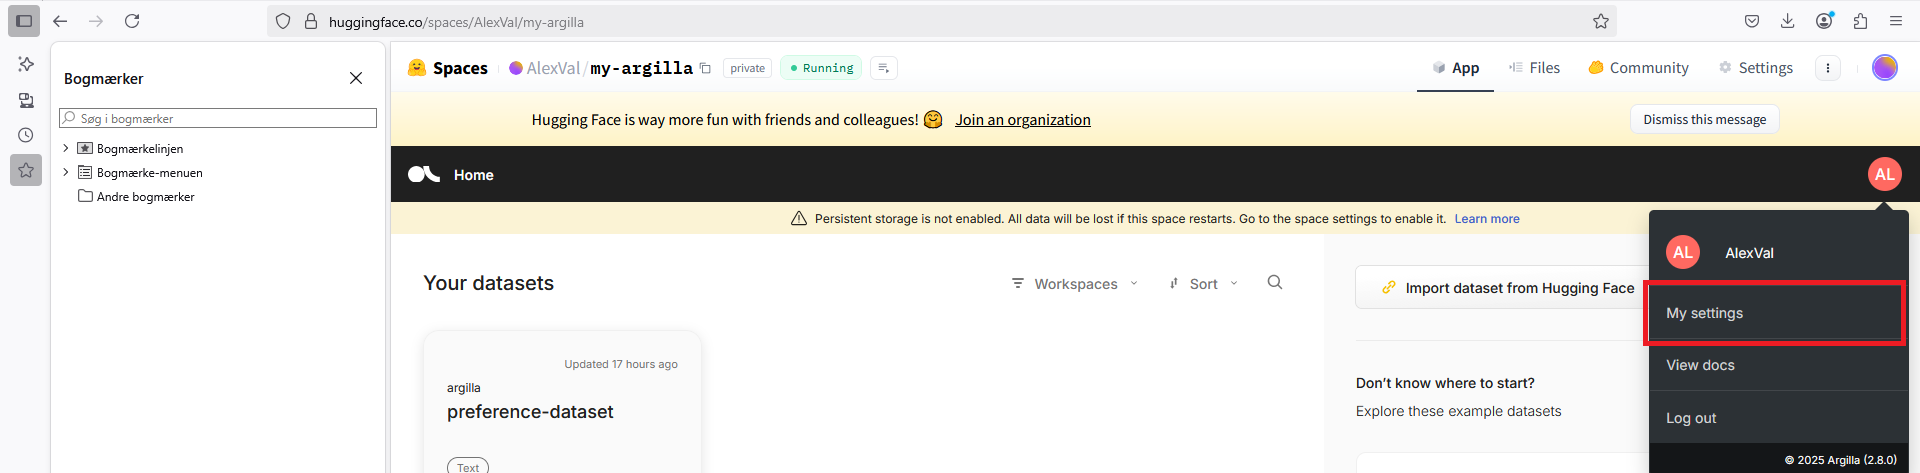 huggingface.co/spaces/AlexVal/my-argilla
Bogmærker
Søg i bogmærker
Bogmærkelinjen
Bogmærke-menuen
Andre bogmærker
Spaces AlexVal/my-argilla private Running
App Files Community Settings
Hugging Face is way more fun with friends and colleagues! 🤗 Join an organization
Dismiss this message
Home
AL
Persistent storage is not enabled. All data will be lost if this space restarts. Go to the space settings to enable it. Learn more
Your datasets
Workspaces
Sort
Updated 17 hours ago
argilla
preference-dataset
Text
Import dataset from Hugging Face
Don't know where to start?
Explore these example datasets
AL AlexVal
My settings
View docs
Log out
© 2025 Argilla (2.8.0)